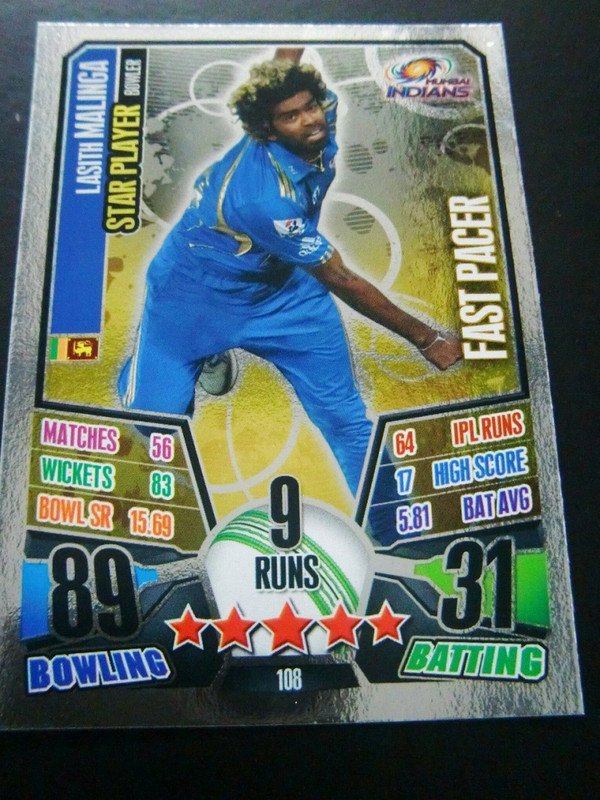 LASITH MALINGA
STAR PLAYER
BOWLER
MUMBAI
INDIANS
FAST PACER
MATCHES 56
WICKETS 83
BOWL SR 15.69
64 IPL RUNS
17 HIGH SCORE
5.81 BAT AVG
9
RUNS
89
BOWLING
31
BATTING
108